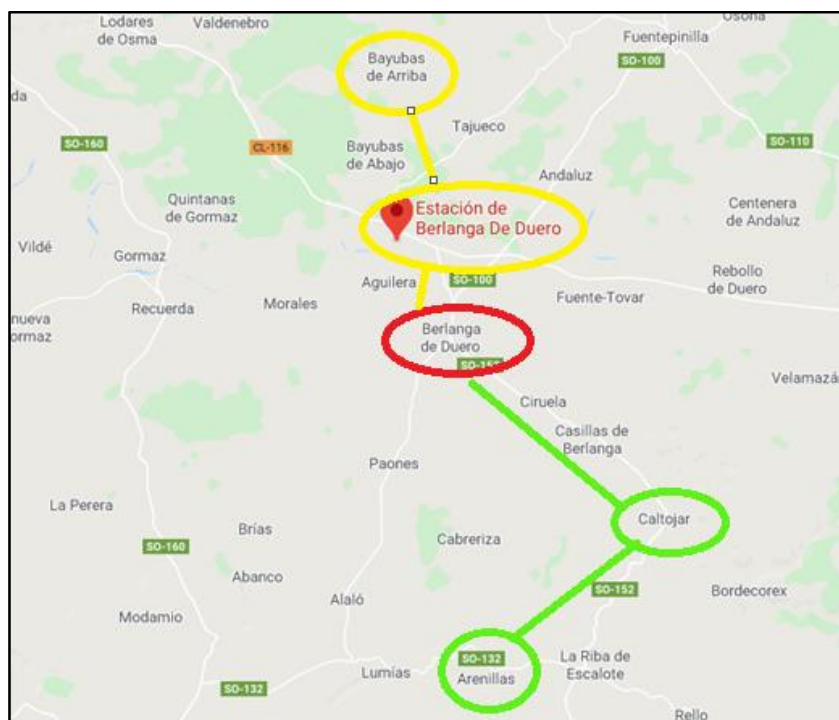 Lodares
de Osma
Valdenebro
Osona
Fuentepinilla
Bayubas
de Arriba
SO-100
da
SO-160
CL-116
Bayubas
de Abajo
Tajueco
SO-110
Andaluz
Quintanas
de Gormaz
Estación de
Berlanga De Duero
Centenera
de Andaluz
Vildé
Gormaz
Aguilera
SO-100
Rebollo
de Duero
Recuerda
Morales
Fuente-Tovar
nueva
ormaz
Berlanga
de Duero
SO-152
Velamazá
Ciruela
Casillas de
Berlanga
Paones
La Perera
Caltojar
Brías
Cabreriza
SO-160
Abanco
SO-152
Bordecorex
Alaló
Modamio
SO-132
Lumías
SO-132
Arenillas
La Riba de
Escalote
Rello